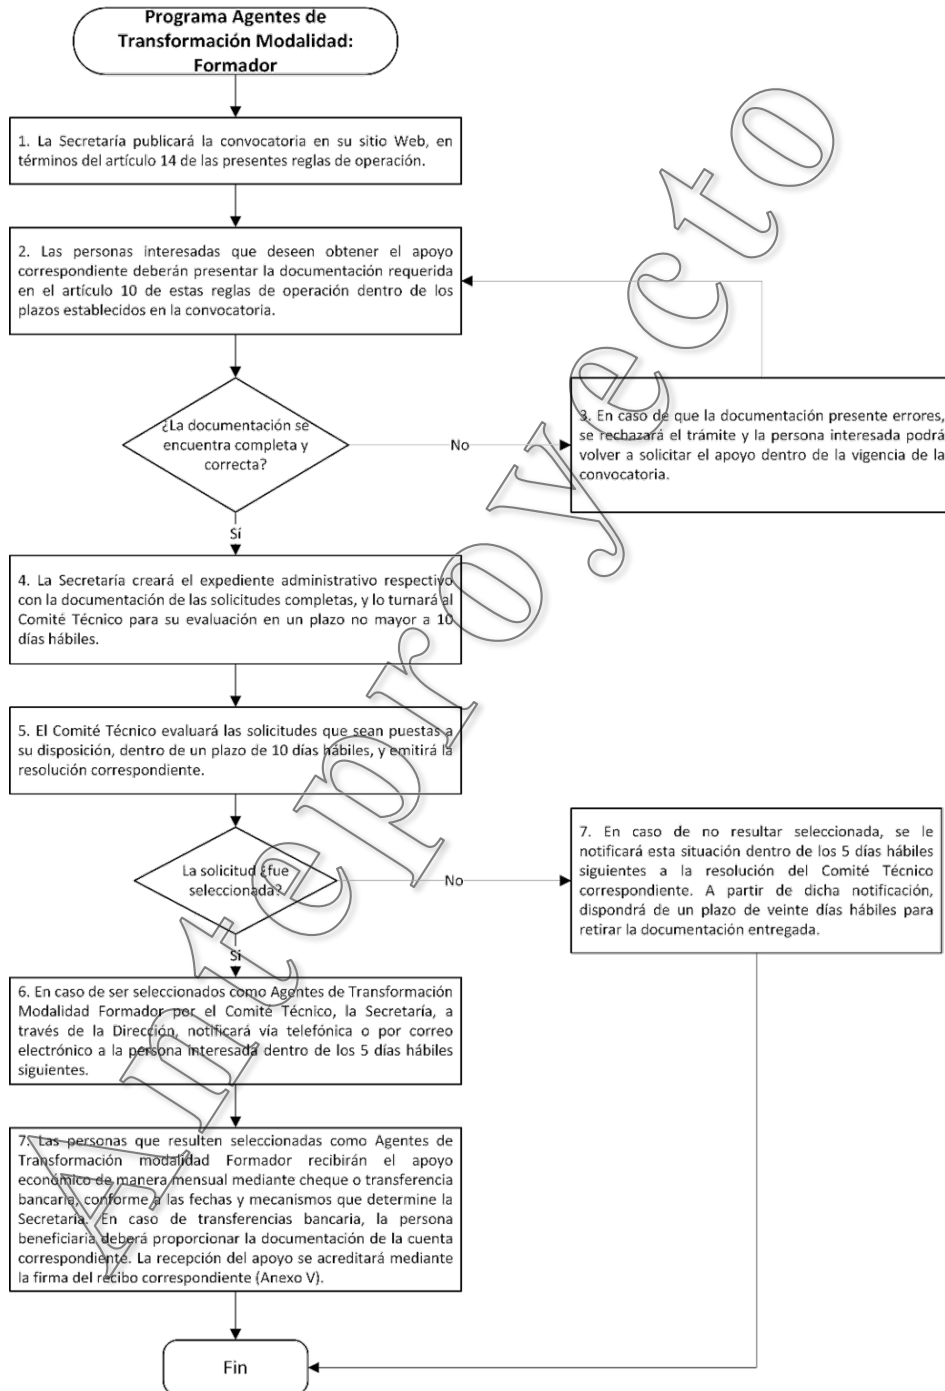 Programa Agentes de
Transformación Modalidad:
Formador
1. La Secretaría publicará la convocatoria en su sitio Web, en
términos del artículo 14 de las presentes reglas de operación.
2. Las personas interesadas que deseen obtener el apoyo
correspondiente deberán presentar la documentación requerida
en el artículo 10 de estas reglas de operación dentro de los
plazos establecidos en la convocatoria.
¿La documentación se
encuentra completa y
correcta?
No
3. En caso de que la documentación presente errores,
se rechazará el trámite y la persona interesada podrá
volver a solicitar el apoyo dentro de la vigencia de la
convocatoria.
Sí
4. La Secretaría creará el expediente administrativo respectivo
con la documentación de las solicitudes completas, y lo turnará al
Comité Técnico para su evaluación en un plazo no mayor a 10
días hábiles.
5. El Comité Técnico evaluará las solicitudes que sean puestas a
su disposición, dentro de un plazo de 10 días hábiles, y emitirá la
resolución correspondiente.
La solicitud ¿fue
seleccionada?
No
7. En caso de no resultar seleccionada, se le
notificará esta situación dentro de los 5 días hábiles
siguientes a la resolución del Comité Técnico
correspondiente. A partir de dicha notificación,
dispondrá de un plazo de veinte días hábiles para
retirar la documentación entregada.
Sí
6. En caso de ser seleccionados como Agentes de Transformación
Modalidad Formador por el Comité Técnico, la Secretaría, a
través de la Dirección, notificará vía telefónica o por correo
electrónico a la persona interesada dentro de los 5 días hábiles
siguientes.
7. Las personas que resulten seleccionadas como Agentes de
Transformación modalidad Formador recibirán el apoyo
económico de manera mensual mediante cheque o transferencia
bancaria, conforme a las fechas y mecanismos que determine la
Secretaría. En caso de transferencias bancaria, la persona
beneficiaria deberá proporcionar la documentación de la cuenta
correspondiente. La recepción del apoyo se acreditará mediante
la firma del recibo correspondiente (Anexo V).
Fin
Anteproyecto